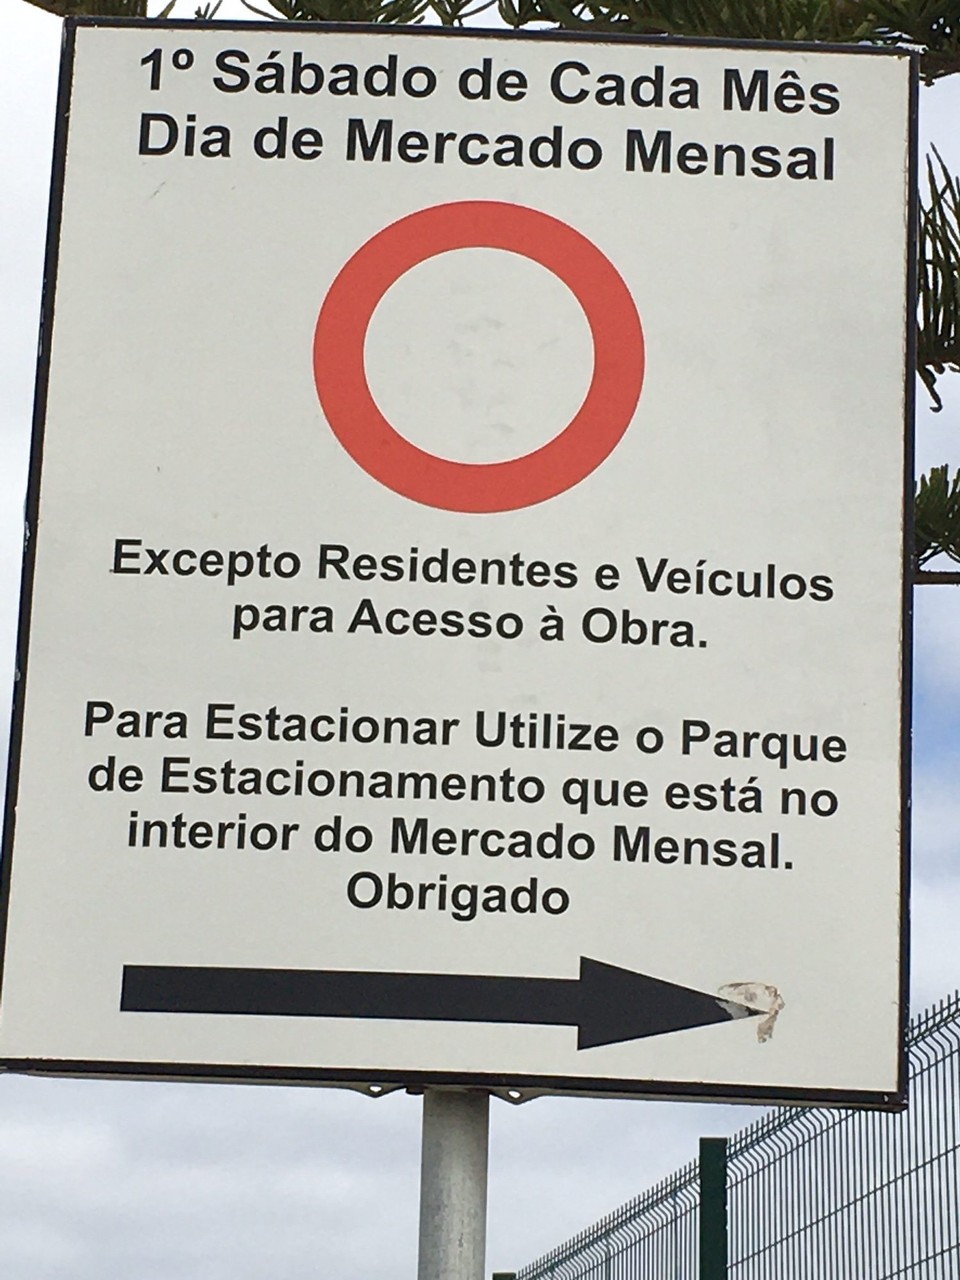 1º Sábado de Cada Mês
Dia de Mercado Mensal
Excepto Residentes e Veículos
para Acesso à Obra.
Para Estacionar Utilize o Parque
de Estacionamento que está no
interior do Mercado Mensal.
Obrigado